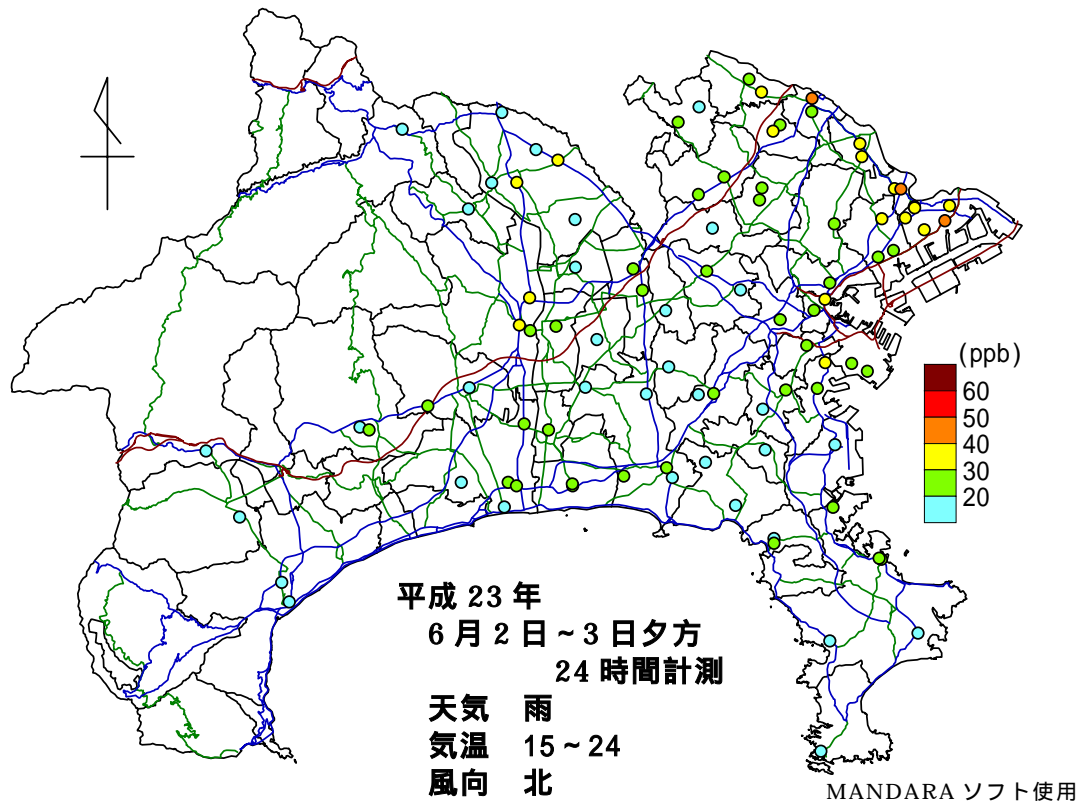 (ppb)
60
50
40
30
20
平成 23 年
6 月 2 日 ~ 3 日夕方
24 時間計測
天気 雨
気温 15 ~ 24
風向 北
MANDARA ソフト使用